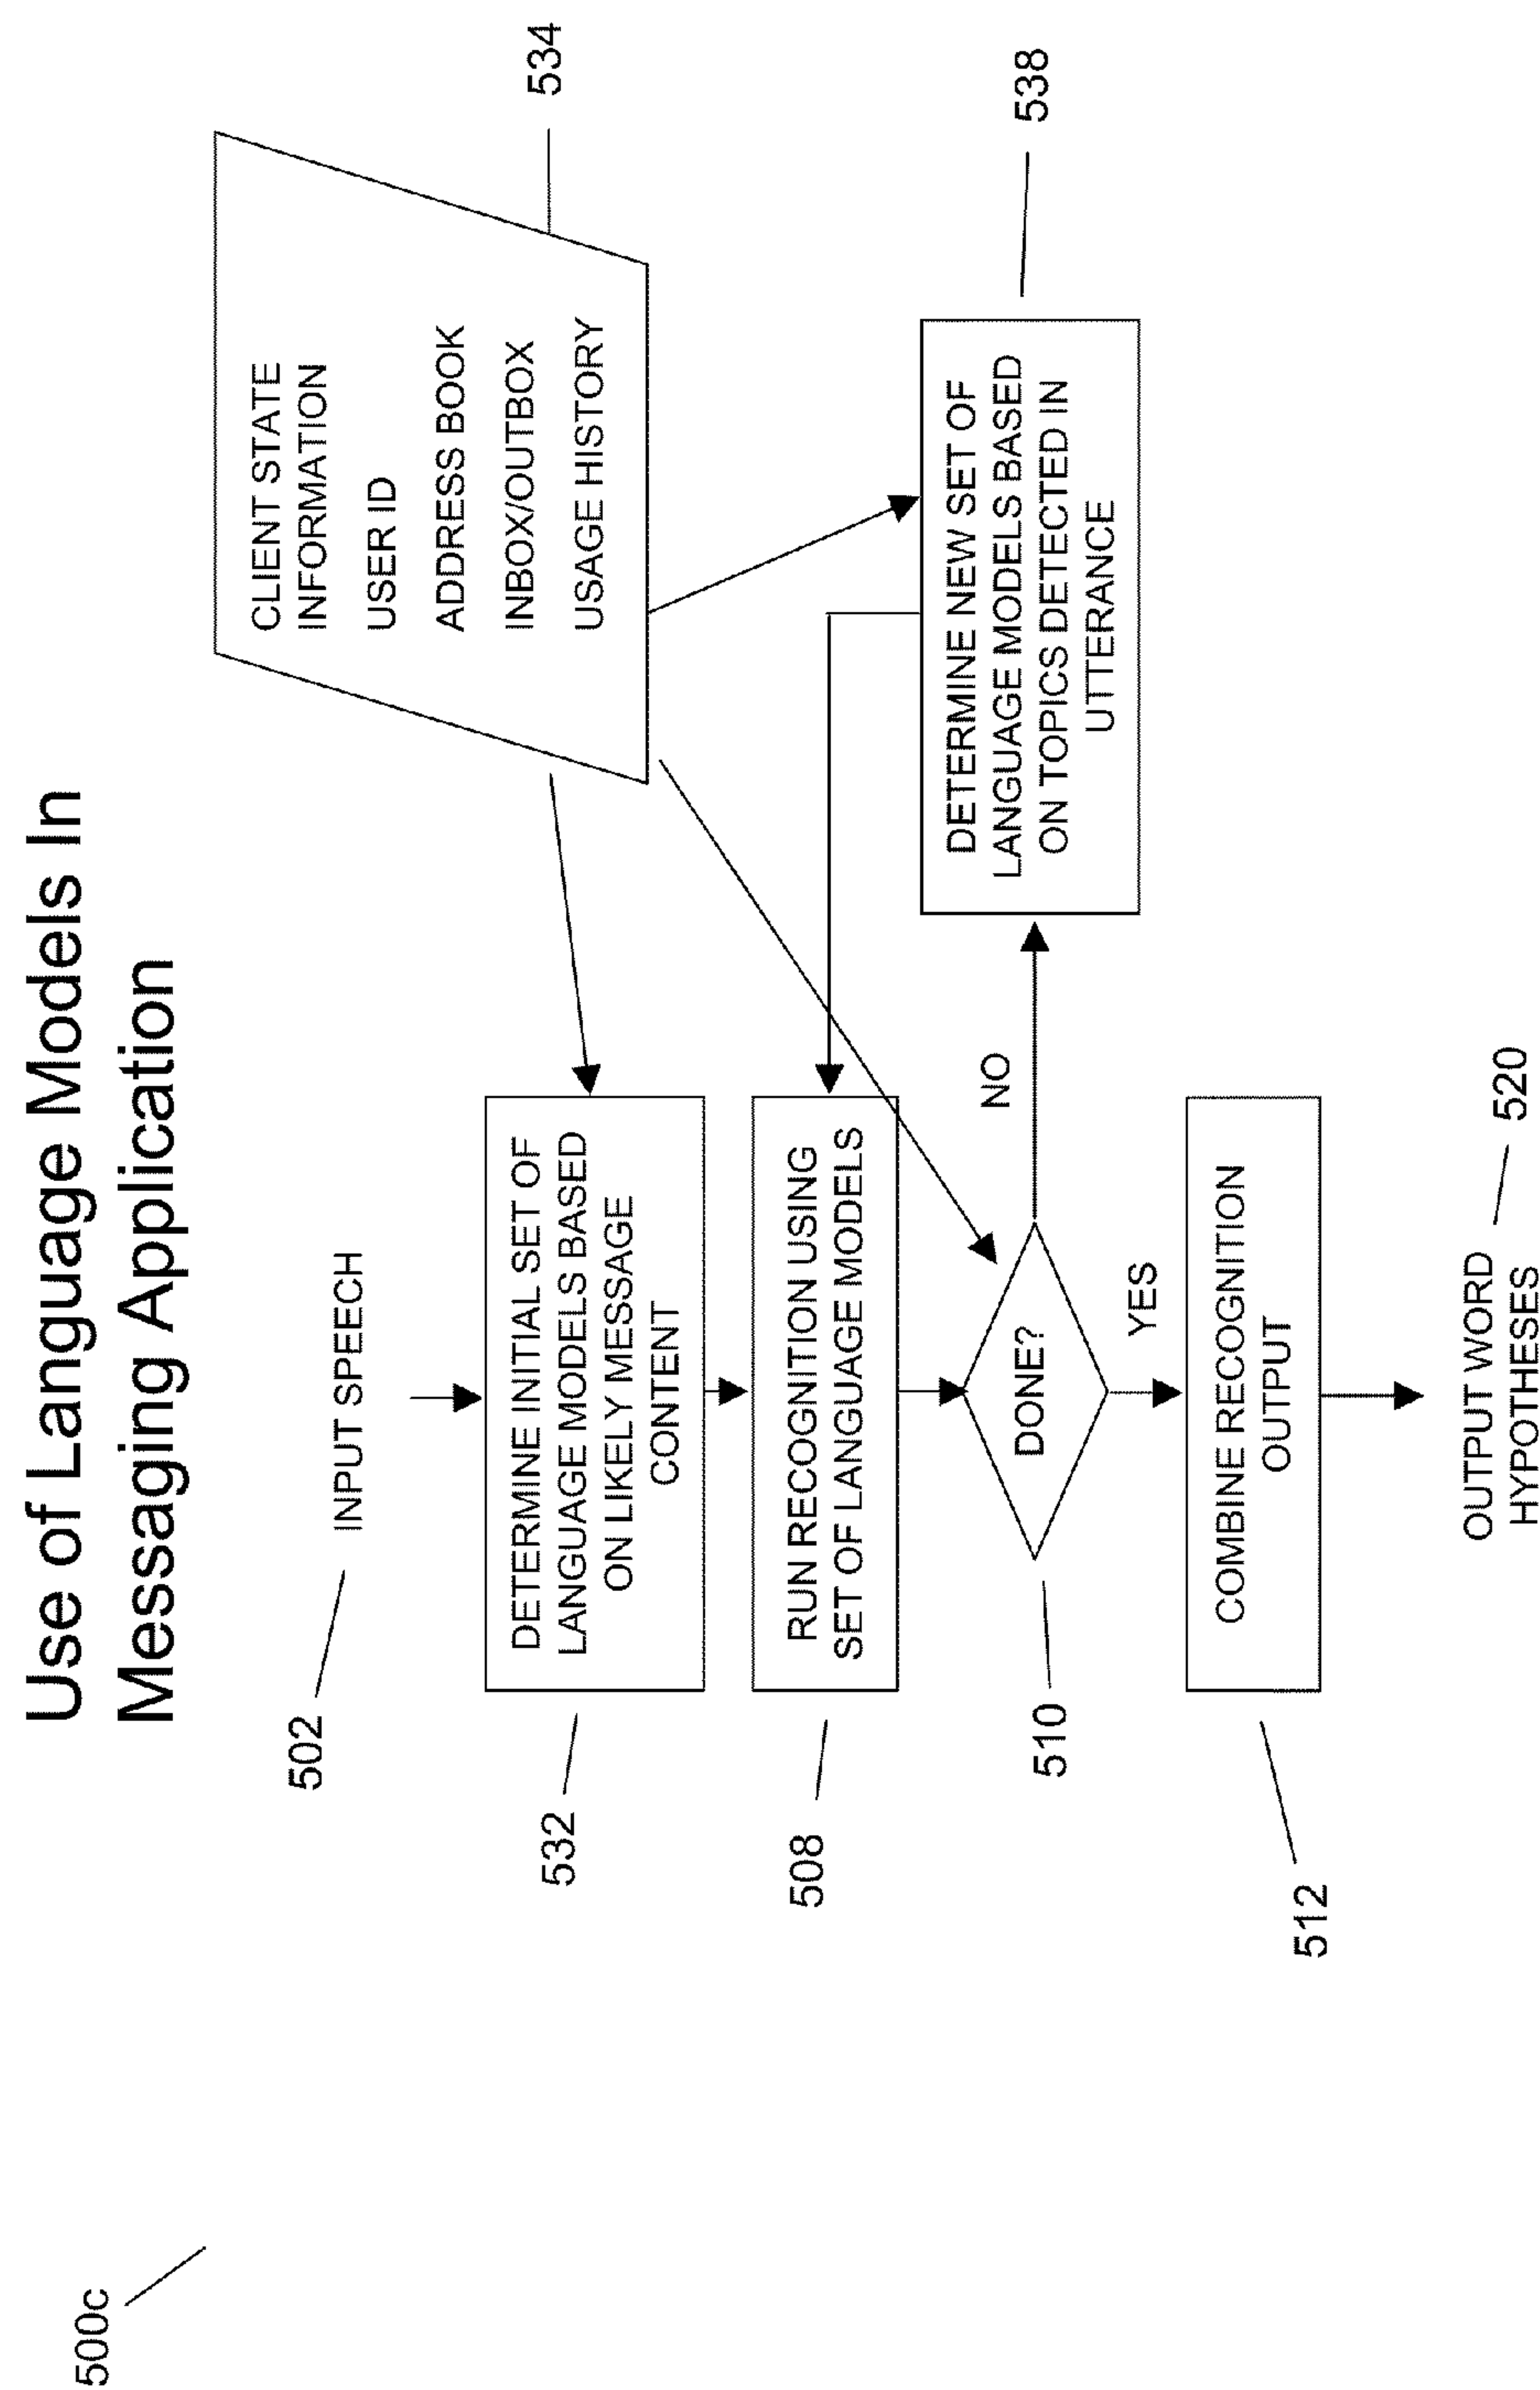 Use of Language Models In
Messaging Application
500c
502
INPUT SPEECH
CLIENT STATE
INFORMATION
USER ID
ADDRESS BOOK
INBOX/OUTBOX
USAGE HISTORY
534
532
DETERMINE INITIAL SET OF
LANGUAGE MODELS BASED
ON LIKELY MESSAGE
CONTENT
508
RUN RECOGNITION USING
SET OF LANGUAGE MODELS
510
DONE?
NO
DETERMINE NEW SET OF
LANGUAGE MODELS BASED
ON TOPICS DETECTED IN
UTTERANCE
538
YES
512
COMBINE RECOGNITION
OUTPUT
OUTPUT WORD
HYPOTHESES
520